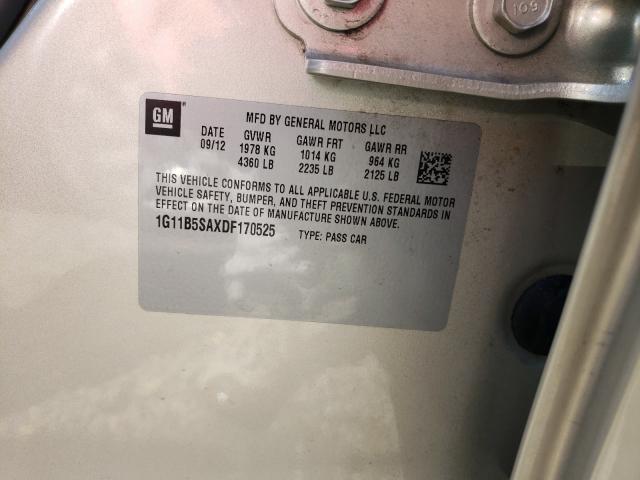 109
GM
MFD BY GENERAL MOTORS LLC
DATE GVWR GAWR FRT GAWR RR
09/12 1978 KG 1014 KG 964 KG
4360 LB 2235 LB 2125 LB
THIS VEHICLE CONFORMS TO ALL APPLICABLE U.S. FEDERAL MOTOR
VEHICLE SAFETY, BUMPER, AND THEFT PREVENTION STANDARDS IN
EFFECT ON THE DATE OF MANUFACTURE SHOWN ABOVE.
1G11B5SAXDF170525 TYPE: PASS CAR